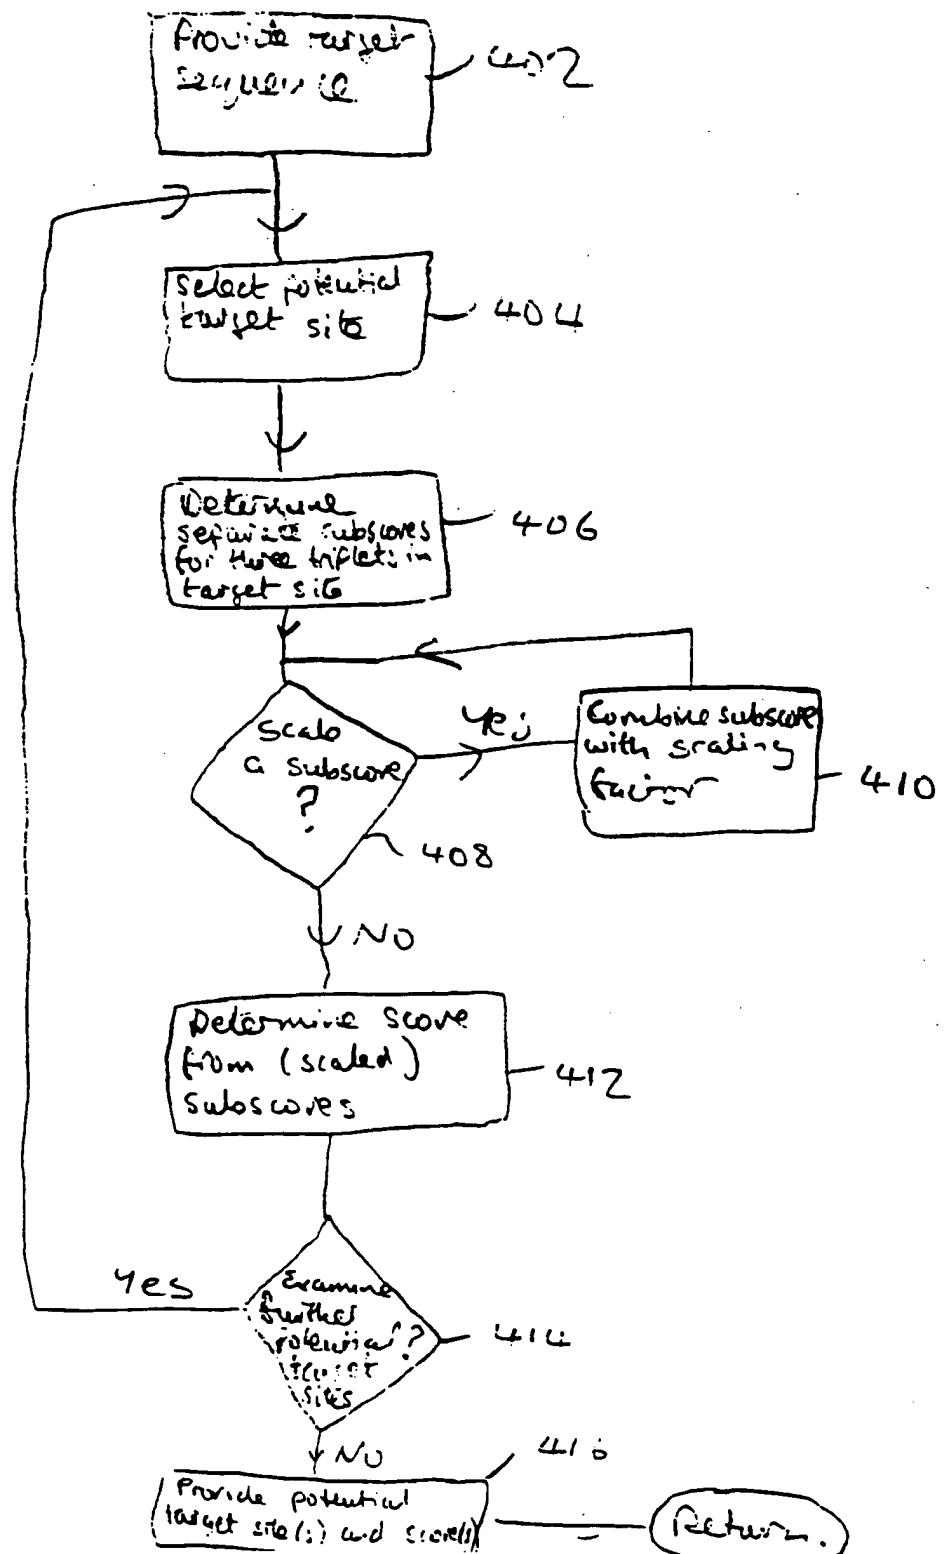 Provide target
sequence
402
Select potential
target site
404
Determine
separate subscores
for three triplets in
target site
406
Scale
a subscore
?
408
Yes
Combine subscore
with scaling
factor
410
No
Determine score
from (scaled)
subscores
412
Yes
Examine
further
potential ?
target
sites
414
No
416
Provide potential
target site(s) and score(s)
Return.